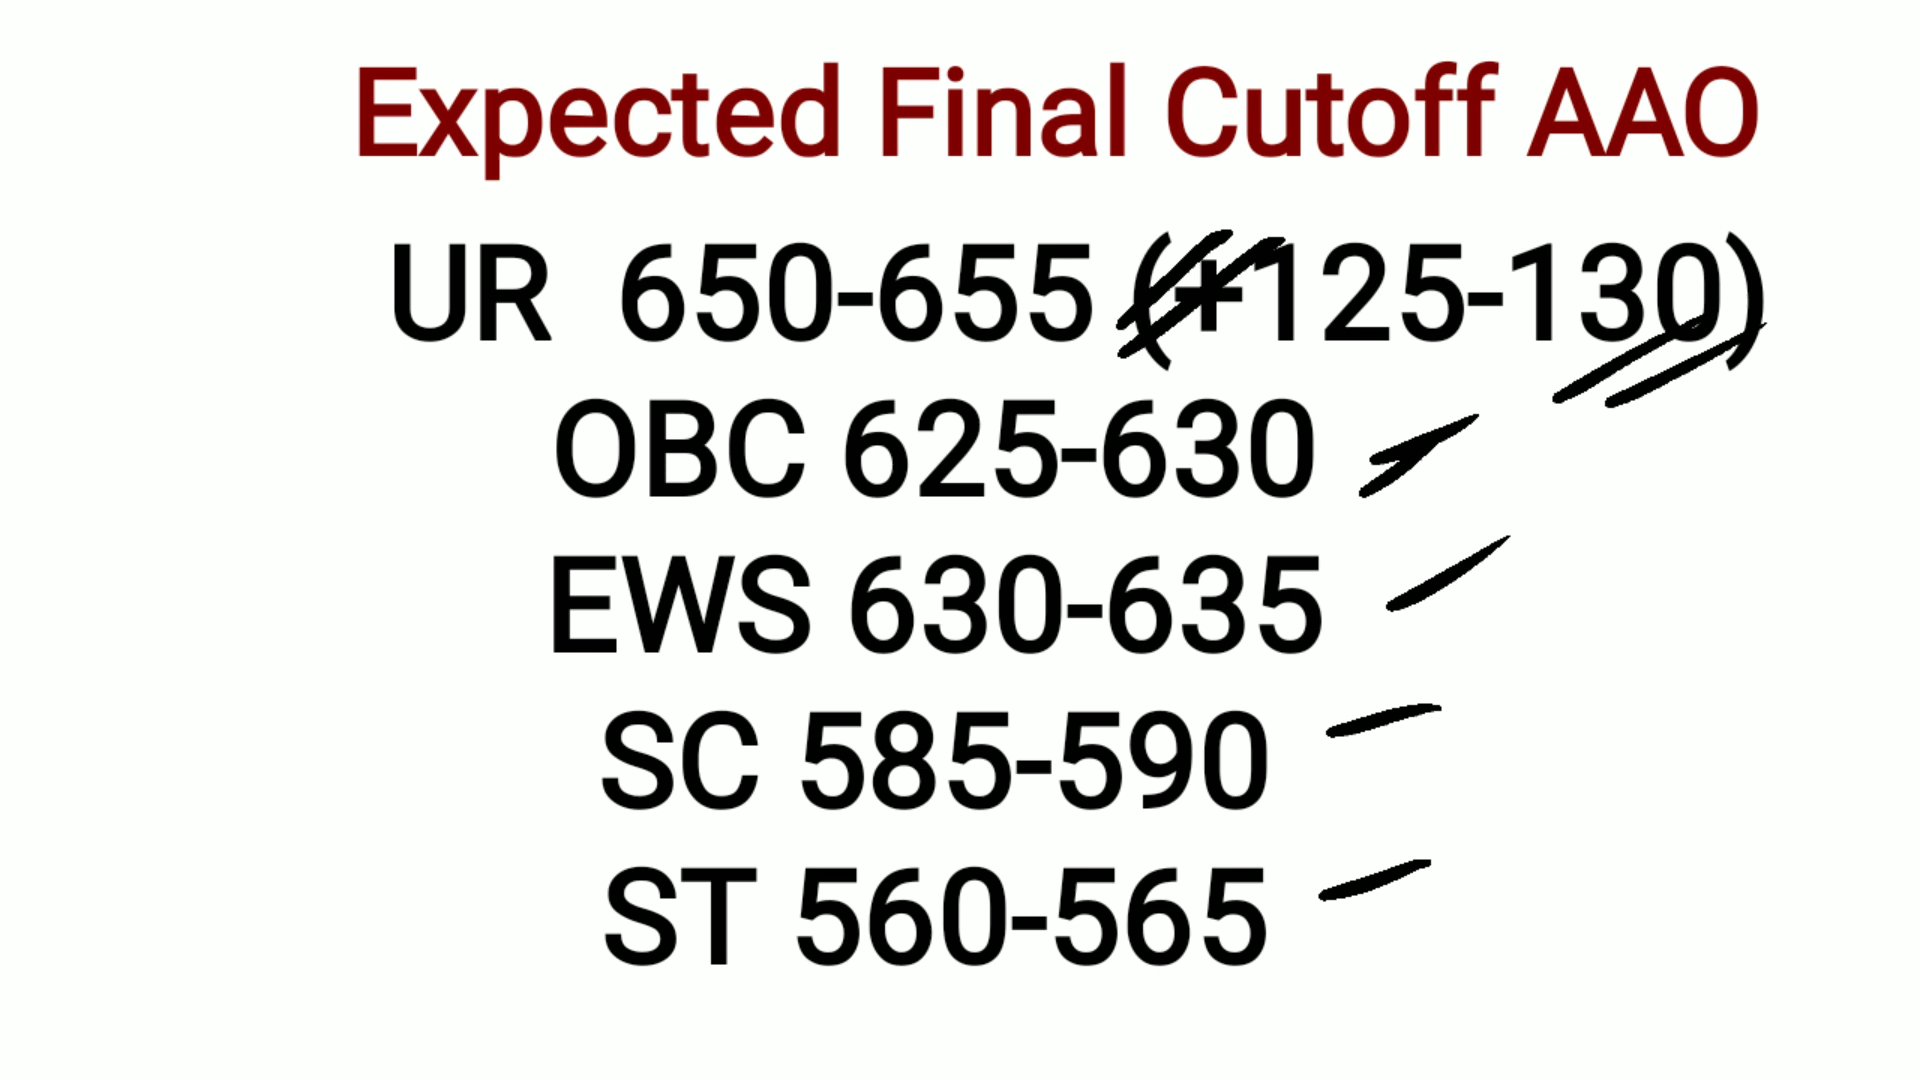 Expected Final Cutoff AAO
UR 650-655 (+125-130)
OBC 625-630
EWS 630-635
SC 585-590
ST 560-565